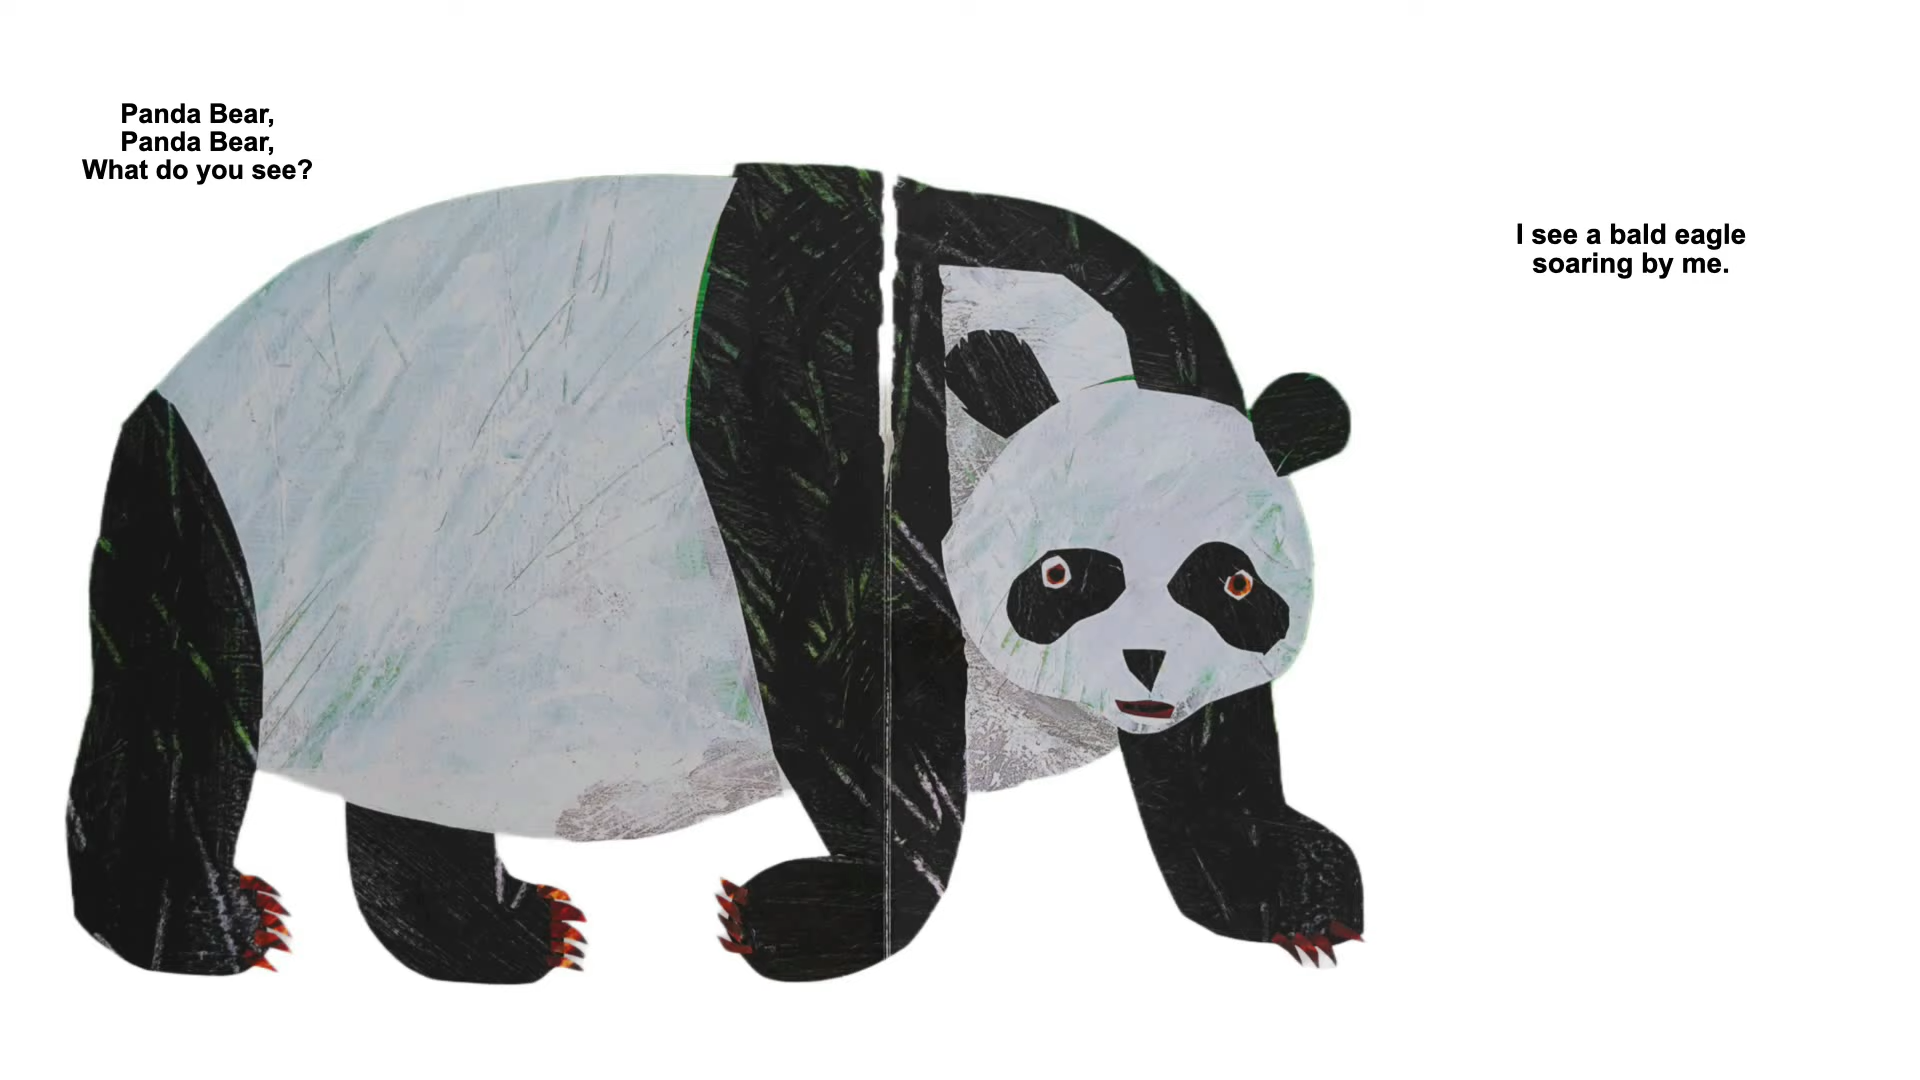 Panda Bear,
Panda Bear,
What do you see?
I see a bald eagle
soaring by me.